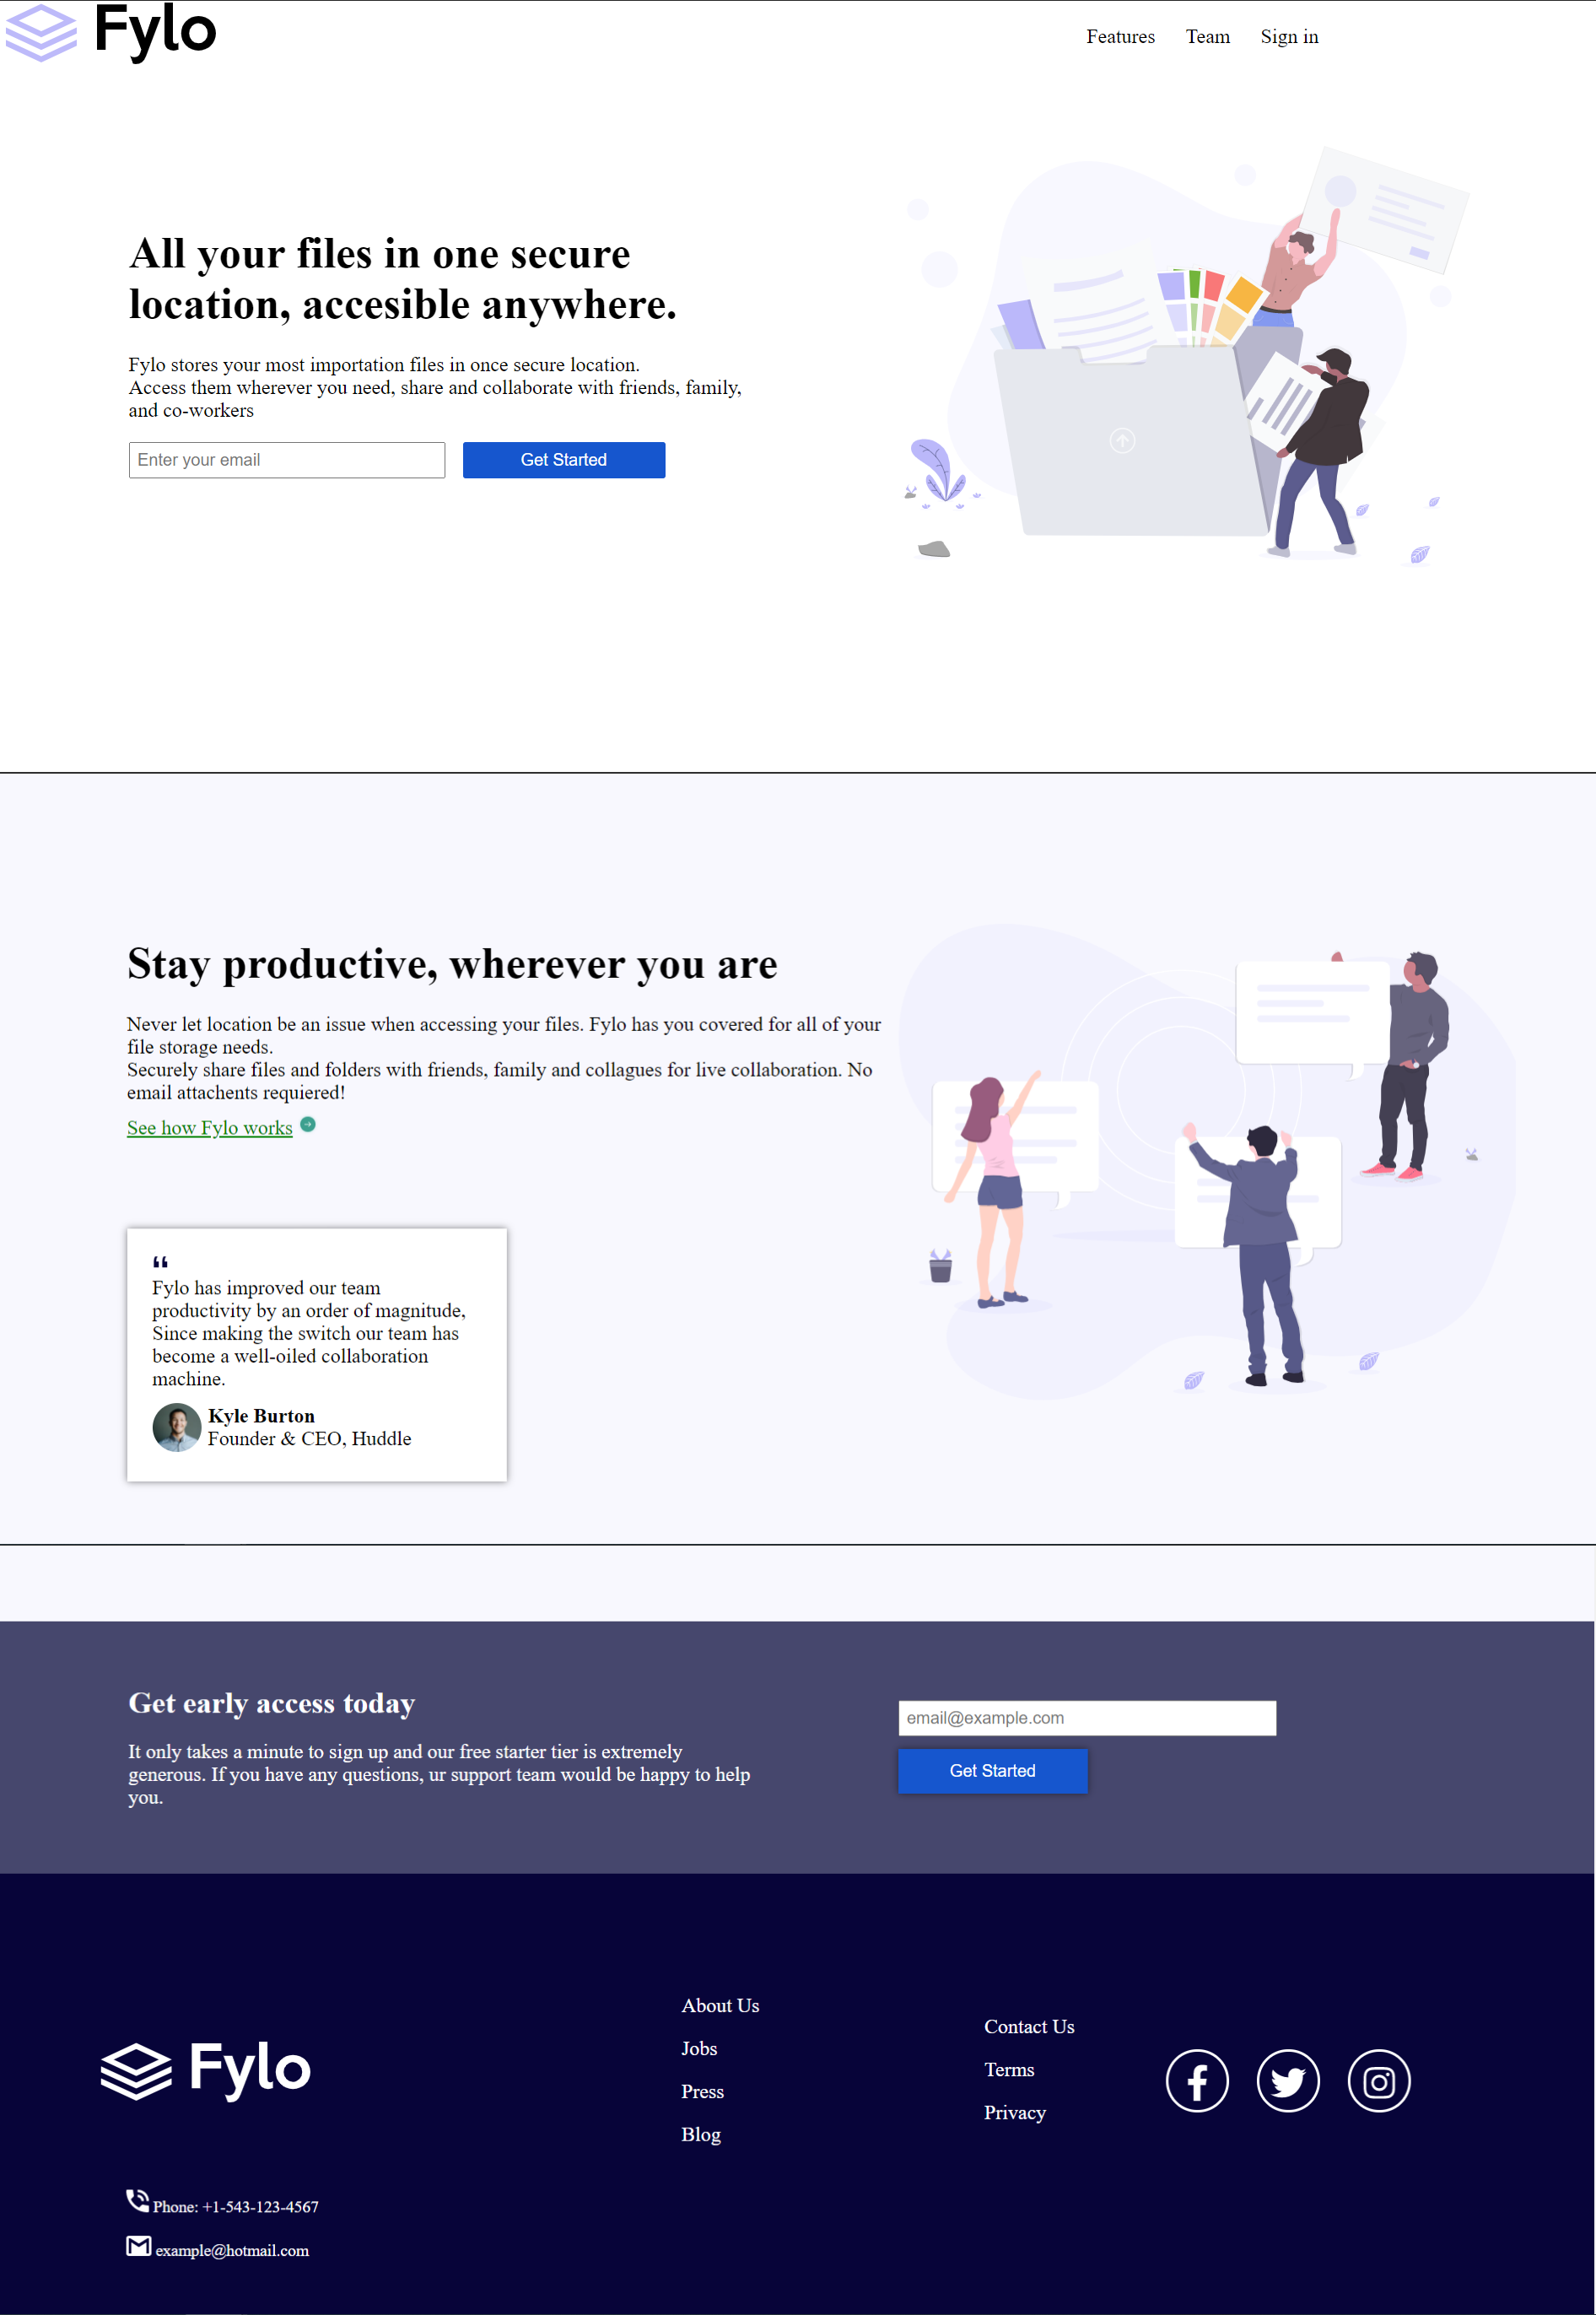 Fylo
Features
Team
Sign in
All your files in one secure
location, accesible anywhere.
Fylo stores your most importation files in once secure location.
Access them wherever you need, share and collaborate with friends, family,
and co-workers
Enter your email
Get Started
Stay productive, wherever you are
Never let location be an issue when accessing your files. Fylo has you covered for all of your
file storage needs.
Securely share files and folders with friends, family and collagues for live collaboration. No
email attachents requiered!
See how Fylo works
“
Fylo has improved our team
productivity by an order of magnitude,
Since making the switch our team has
become a well-oiled collaboration
machine.
Kyle Burton
Founder & CEO, Huddle
Get early access today
It only takes a minute to sign up and our free starter tier is extremely
generous. If you have any questions, ur support team would be happy to help
you.
email@example.com
Get Started
Fylo
Phone: +1-543-123-4567
example@hotmail.com
About Us
Jobs
Press
Blog
Contact Us
Terms
Privacy